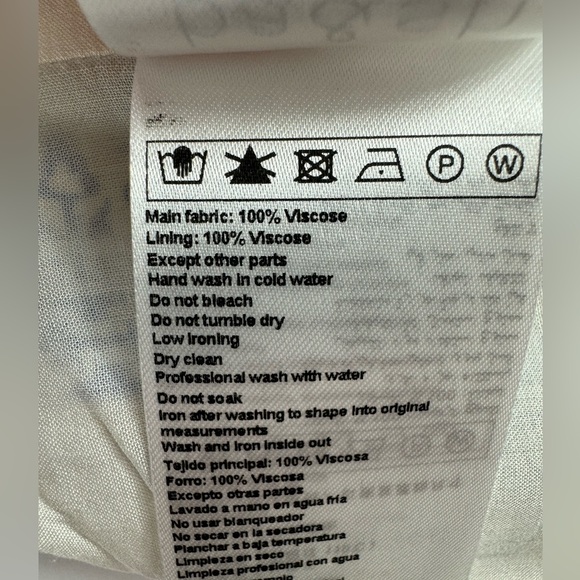 ba&sh
P W
Main fabric: 100% Viscose
Lining: 100% Viscose
Except other parts
Hand wash in cold water
Do not bleach
Do not tumble dry
Low ironing
Dry clean
Professional wash with water
Do not soak
Iron after washing to shape into original
measurements
Wash and iron inside out
Tejido principal: 100% Viscosa
Forro: 100% Viscosa
Excepto otras partes
Lavado a mano en agua fria
No usar blanqueador
No secar en la secadora
Planchar a baja temperatura
Limpieza en seco
Limpieza profesional con agua